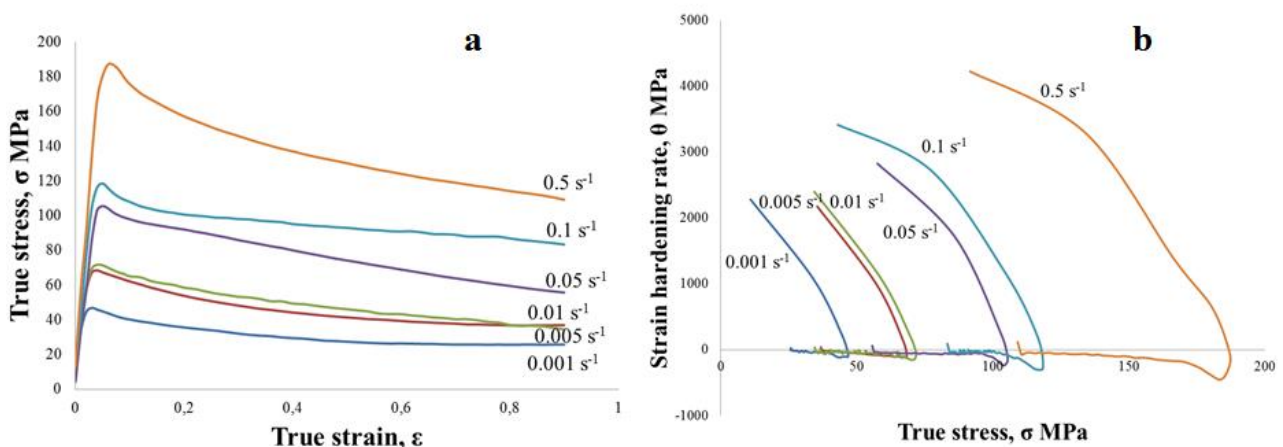 a
True stress, σ MPa
200
180
160
140
120
100
80
60
40
20
0
0.5 s⁻¹
0.1 s⁻¹
0.05 s⁻¹
0.01 s⁻¹
0.005 s⁻¹
0.001 s⁻¹
0 0,2 0,4 0,6 0,8 1
True strain, ε
b
Strain hardening rate, θ MPa
5000
4000
3000
2000
1000
0
-1000
0.5 s⁻¹
0.1 s⁻¹
0.005 s⁻¹ 0.01 s⁻¹
0.05 s⁻¹
0.001 s⁻¹
0 50 100 150 200
True stress, σ MPa